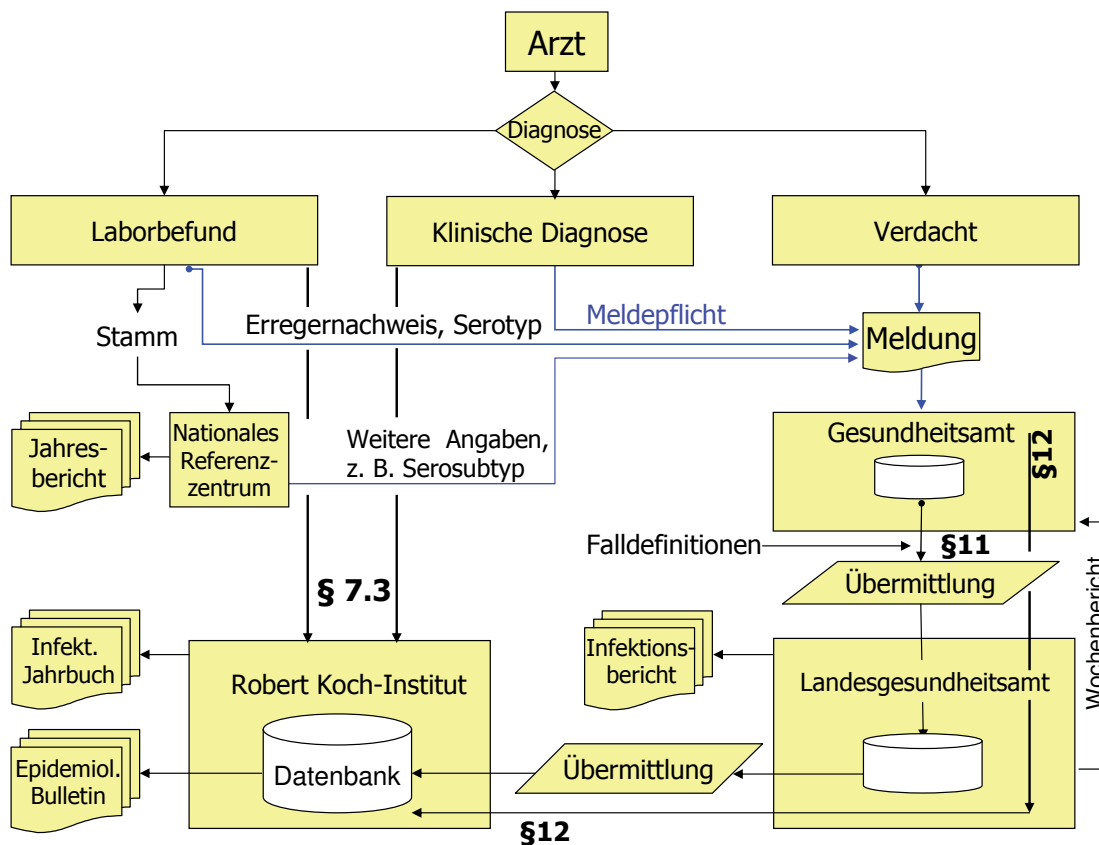 Arzt
Diagnose
Laborbefund
Klinische Diagnose
Verdacht
Stamm
Erregernachweis, Serotyp
Meldepflicht
Meldung
Jahres-
bericht
Nationales
Referenz-
zentrum
Weitere Angaben,
z. B. Serosubtyp
Gesundheitsamt
§12
Falldefinitionen
§11
Übermittlung
Wochenbericht
§ 7.3
Infekt.
Jahrbuch
Robert Koch-Institut
Infektions-
bericht
Landesgesundheitsamt
Epidemiol.
Bulletin
Datenbank
Übermittlung
§12